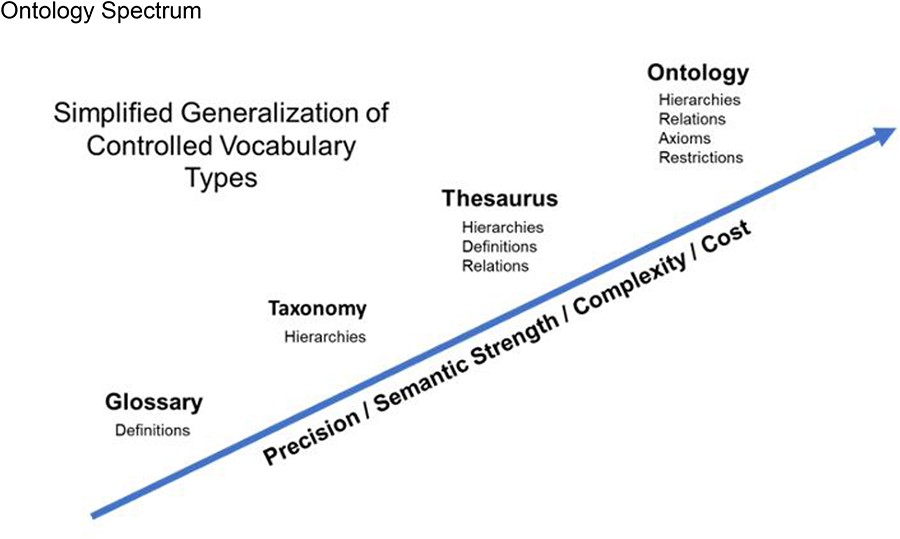 Ontology Spectrum
Simplified Generalization of
Controlled Vocabulary
Types
Ontology
Hierarchies
Relations
Axioms
Restrictions
Thesaurus
Hierarchies
Definitions
Relations
Taxonomy
Hierarchies
Glossary
Definitions
Precision / Semantic Strength / Complexity / Cost